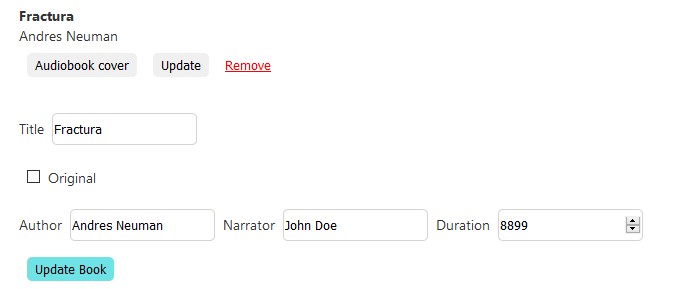 Fractura
Andres Neuman
Audiobook cover Update Remove
Title Fractura
Original
Author Andres Neuman Narrator John Doe Duration 8899
Update Book